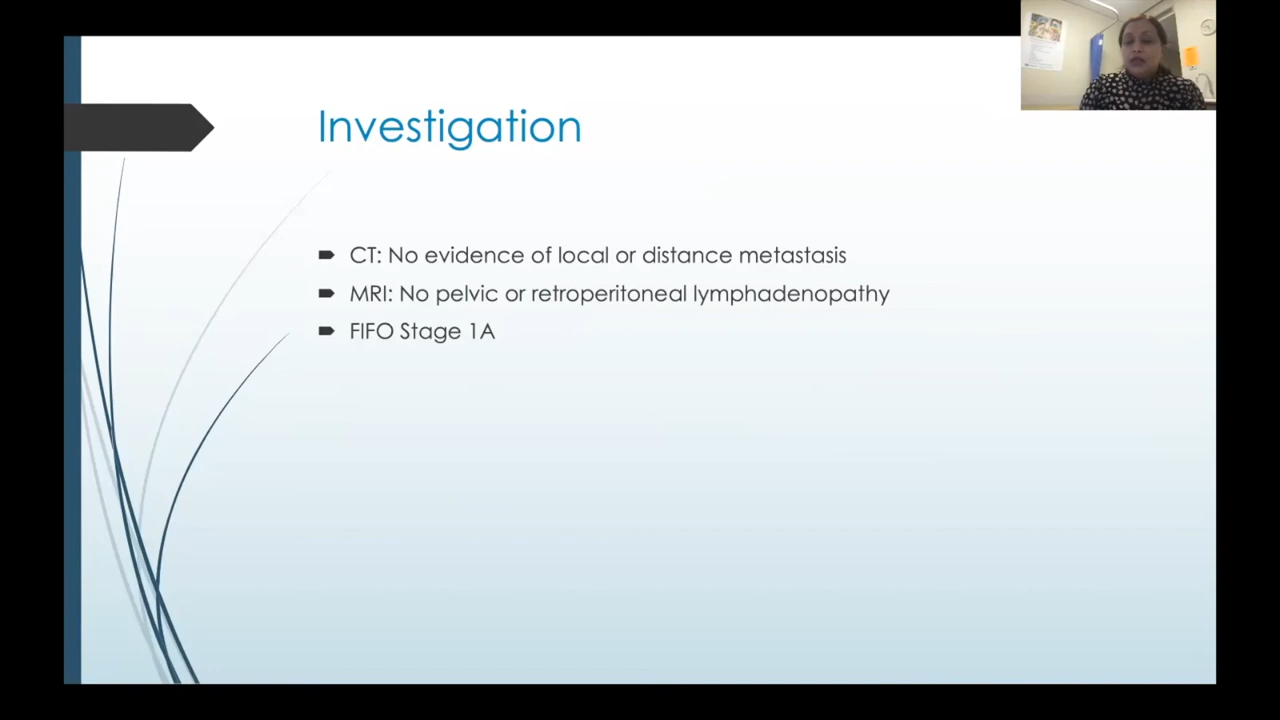 Investigation
CT: No evidence of local or distance metastasis
MRI: No pelvic or retroperitoneal lymphadenopathy
FIFO Stage 1A